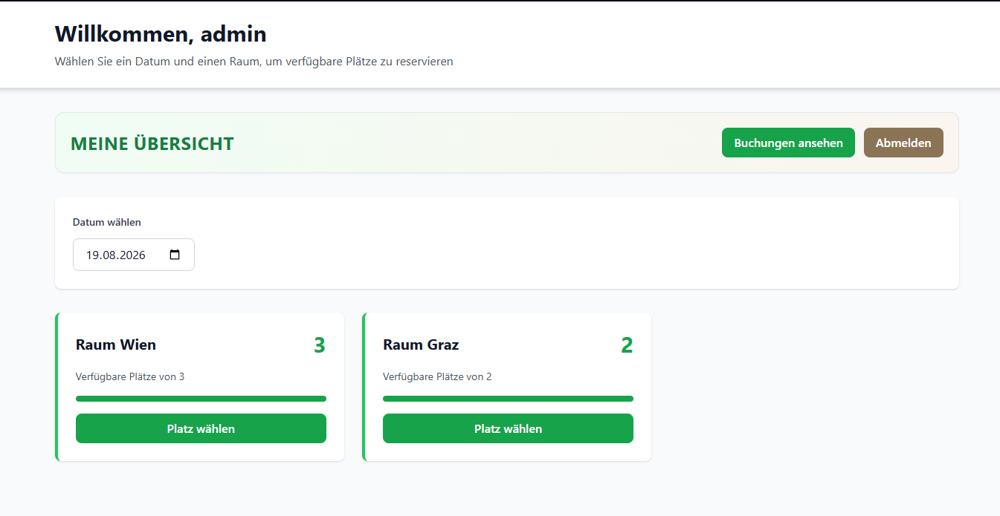 Willkommen, admin
Wählen Sie ein Datum und einen Raum, um verfügbare Plätze zu reservieren
MEINE ÜBERSICHT
Buchungen ansehen
Abmelden
Datum wählen
19.08.2026
Raum Wien
3
Verfügbare Plätze von 3
Platz wählen
Raum Graz
2
Verfügbare Plätze von 2
Platz wählen